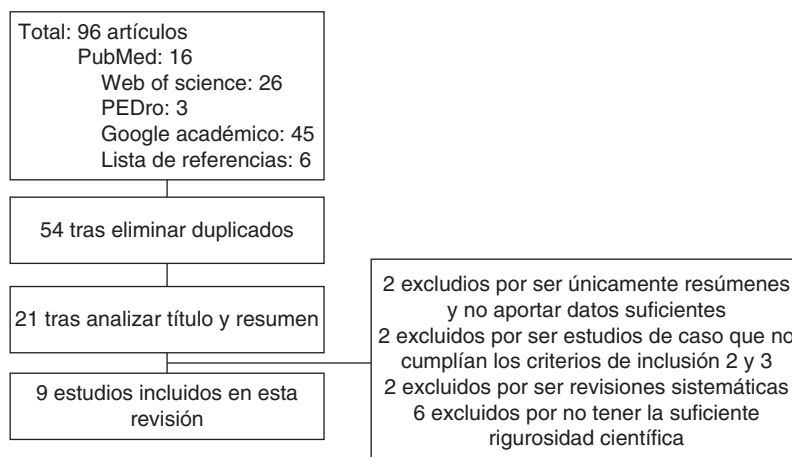 Total: 96 artículos
PubMed: 16
Web of science: 26
PEDro: 3
Google académico: 45
Lista de referencias: 6
54 tras eliminar duplicados
21 tras analizar título y resumen
2 excludios por ser únicamente resúmenes
y no aportar datos suficientes
2 excluidos por ser estudios de caso que no
cumplían los criterios de inclusión 2 y 3
2 excluidos por ser revisiones sistemáticas
6 excluidos por no tener la suficiente
rigurosidad científica
9 estudios incluidos en esta
revisión